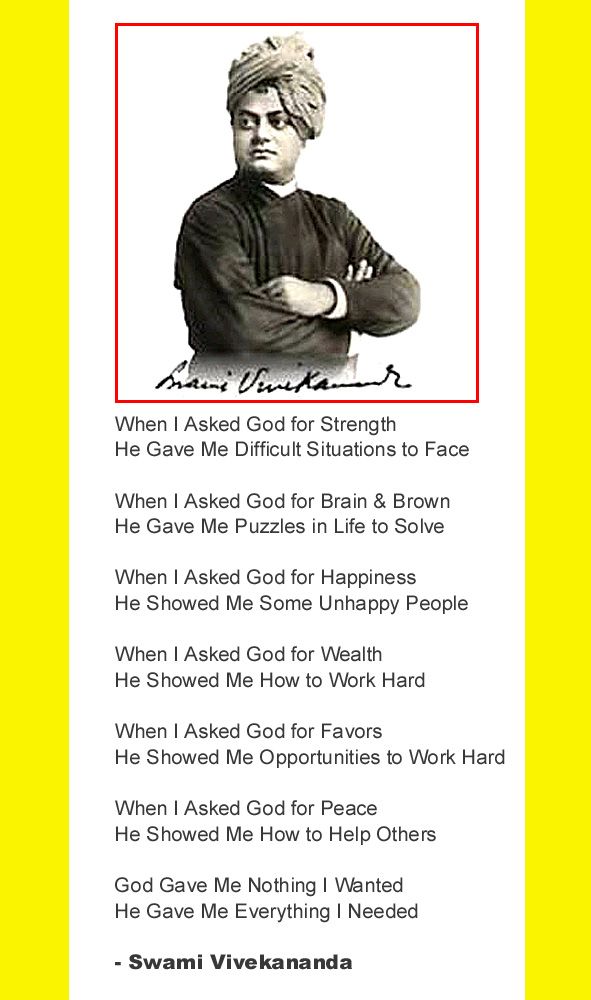 Swami Vivekananda
When I Asked God for Strength
He Gave Me Difficult Situations to Face
When I Asked God for Brain & Brown
He Gave Me Puzzles in Life to Solve
When I Asked God for Happiness
He Showed Me Some Unhappy People
When I Asked God for Wealth
He Showed Me How to Work Hard
When I Asked God for Favors
He Showed Me Opportunities to Work Hard
When I Asked God for Peace
He Showed Me How to Help Others
God Gave Me Nothing I Wanted
He Gave Me Everything I Needed
- Swami Vivekananda